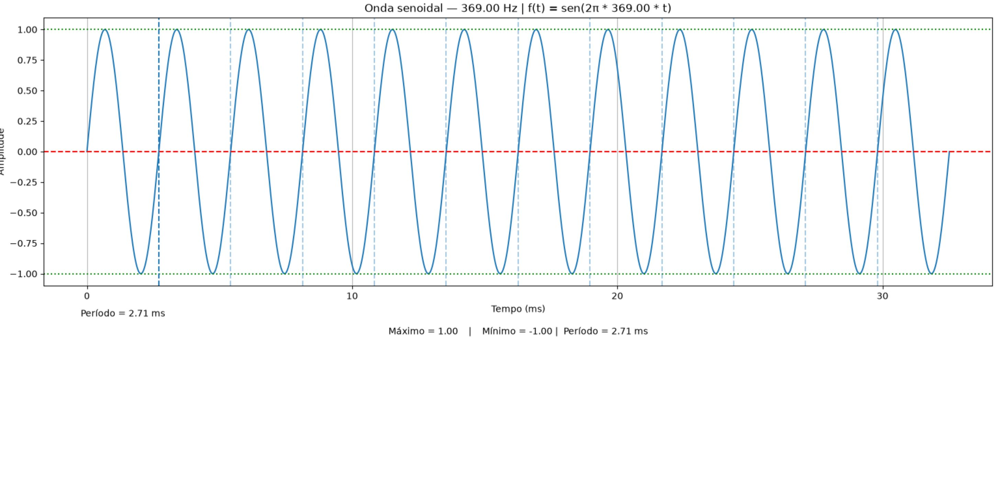 Onda senoidal — 369.00 Hz | f(t) = sen(2π * 369.00 * t)
1.00
0.75
0.50
0.25
0.00
−0.25
−0.50
−0.75
−1.00
Amplitude
0 10 20 30
Tempo (ms)
Período = 2.71 ms
Máximo = 1.00 | Mínimo = -1.00 | Período = 2.71 ms